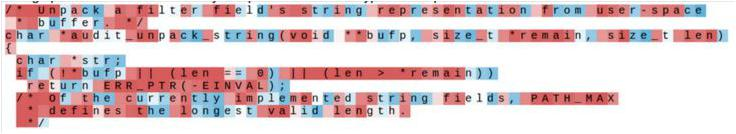 /* Unpack a filter field's string representation from user-space
 * buffer. */
char *audit_unpack_string(void **bufp, size_t *remain, size_t len)
{
  char *str;
  if (!*bufp || (len == 0) || (len > *remain))
    return ERR_PTR(-EINVAL);
  /* Of the currently implemented string fields, PATH_MAX
   * defines the longest valid length.
   */